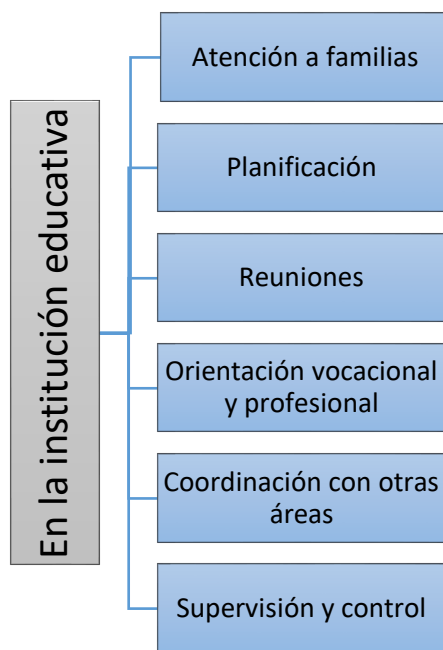 En la institución educativa
Atención a familias
Planificación
Reuniones
Orientación vocacional
y profesional
Coordinación con otras
áreas
Supervisión y control